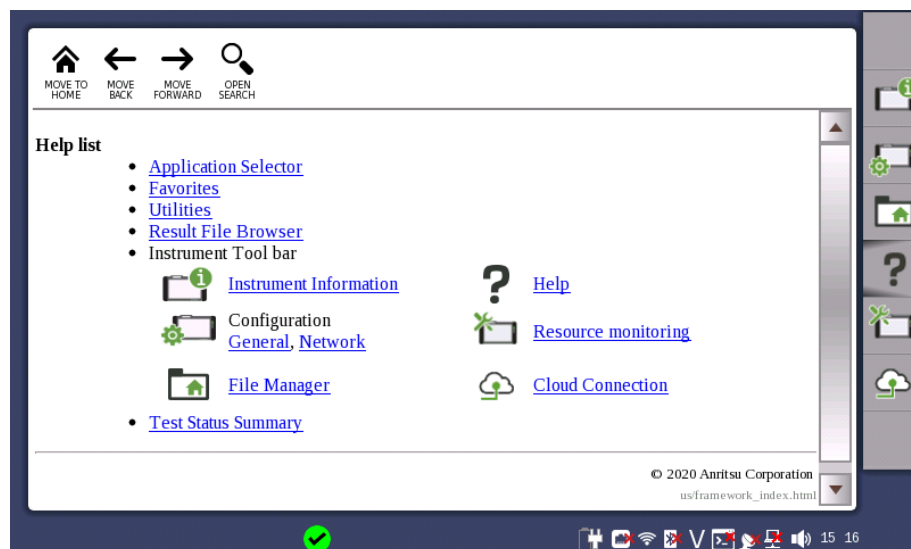 MOVE TO HOME
MOVE BACK
MOVE FORWARD
OPEN SEARCH
Help list
Application Selector
Favorites
Utilities
Result File Browser
Instrument Tool bar
Instrument Information
Help
Configuration
General, Network
Resource monitoring
File Manager
Cloud Connection
Test Status Summary
© 2020 Anritsu Corporation
us/framework_index.html
15 16